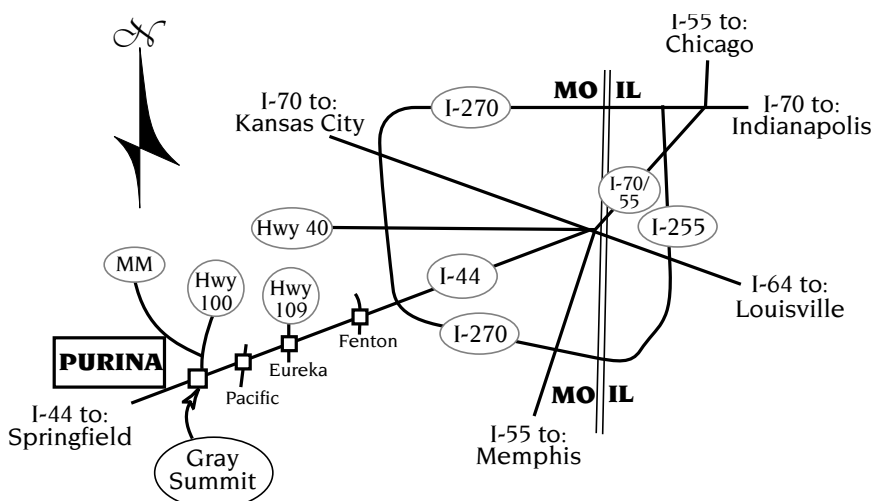 N
I-55 to:
Chicago
I-70 to:
Kansas City
I-270
MO IL
I-70 to:
Indianapolis
I-70/
55
Hwy 40
I-255
MM
Hwy
100
Hwy
109
I-44
I-64 to:
Louisville
Fenton
I-270
PURINA
Eureka
Pacific
MO IL
I-44 to:
Springfield
I-55 to:
Memphis
Gray
Summit